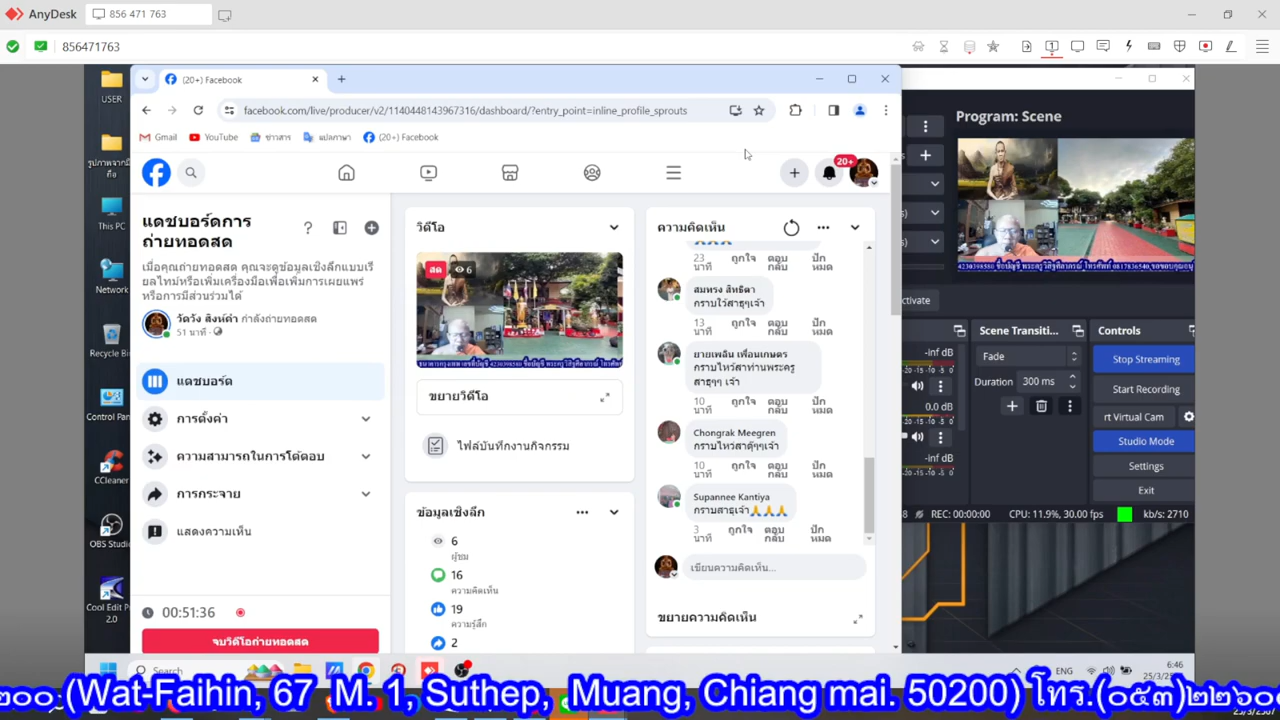 AnyDesk
856 471 763
856471763
USER
รูปภาพจากมือถือ
This PC
Network
Recycle Bi
Control Pan
CCleaner
OBS Studi
Cool Edit P
2.0
(20+) Facebook
facebook.com/live/producer/v2/1140448143967316/dashboard/?entry_point=inline_profile_sprouts
Gmail
YouTube
ข่าวสาร
แปลภาษา
(20+) Facebook
20+
แดชบอร์ดการ
ถ่ายทอดสด
เมื่อคุณถ่ายทอดสด คุณจะดูข้อมูลเชิงลึกแบบเรี
ยลไทม์หรือเพิ่มเครื่องมือเพื่อเพิ่มการเผยแพร่
หรือการมีส่วนร่วมได้
วัดวัง สิงห์คำ กำลังถ่ายทอดสด
51 นาที
แดชบอร์ด
การตั้งค่า
ความสามารถในการโต้ตอบ
การกระจาย
แสดงความเห็น
00:51:36
จบวิดีโอถ่ายทอดสด
วิดีโอ
สด
6
ขยายวิดีโอ
ไฟล์บันทึกงานกิจกรรม
ข้อมูลเชิงลึก
6
ผู้ชม
16
ความคิดเห็น
19
ความรู้สึก
2
ความคิดเห็น
23 นาที ถูกใจ ตอบกลับ ปักหมุด
สมทรง สิทธิดา
กราบใว้สาธุๆเจ้า
13 นาที ถูกใจ ตอบกลับ ปักหมุด
ยายเพลิน เพื่อนเกษตร
กราบไหว่สาท่านพระครู
สาธุๆๆ เจ้า
10 นาที ถูกใจ ตอบกลับ ปักหมุด
Chongrak Meegren
กราบไหว่สาตุ๊ๆๆเจ้า
10 นาที ถูกใจ ตอบกลับ ปักหมุด
Supannee Kantiya
กราบสาธุเจ้า🙏🙏🙏
3 นาที ถูกใจ ตอบกลับ ปักหมุด
เขียนความคิดเห็น...
ขยายความคิดเห็น
Program: Scene
-inf dB
0.0 dB
-inf dB
Scene Transiti...
Fade
Duration 300 ms
Controls
Stop Streaming
Start Recording
rt Virtual Cam
Studio Mode
Settings
Exit
REC: 00:00:00
CPU: 11.9%, 30.00 fps
kb/s: 2710
Search
ENG
6:46
๒๐๐ (Wat-Faihin, 67 M. 1, Suthep, Muang, Chiang mai. 50200) โทร.(๐๕๓)๒๒๖๐